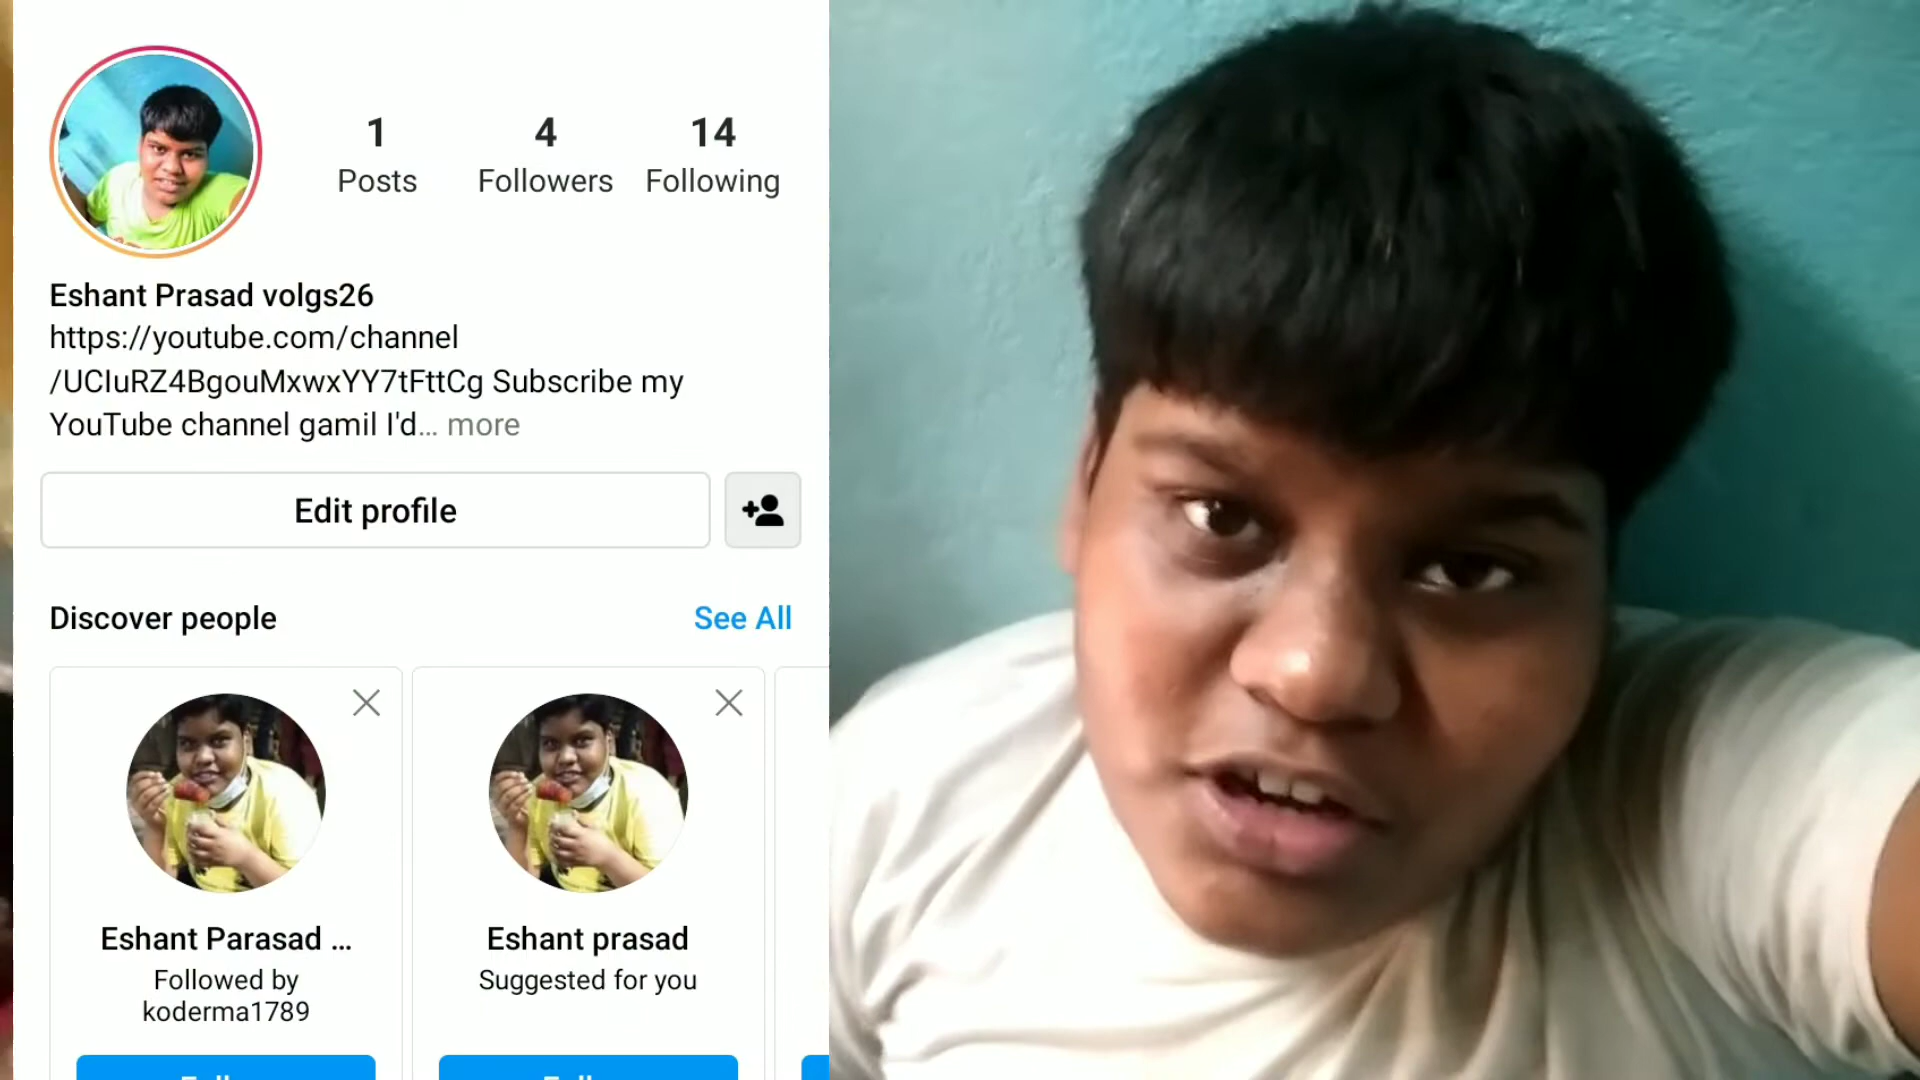 1 4 14
Posts Followers Following
Eshant Prasad volgs26
https://youtube.com/channel
/UCIuRZ4BgouMxwxYY7tFttCg Subscribe my
YouTube channel gamil I'd... more
Edit profile
Discover people See All
Eshant Parasad ... Eshant prasad
Followed by Suggested for you
koderma1789